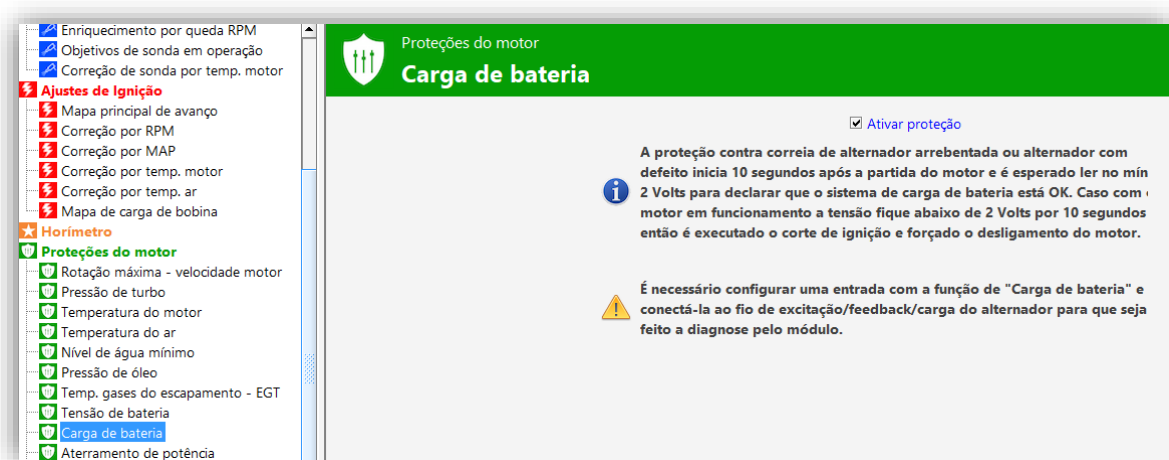 Enriquecimento por queda RPM
Objetivos de sonda em operação
Correção de sonda por temp. motor
Ajustes de Ignição
Mapa principal de avanço
Correção por RPM
Correção por MAP
Correção por temp. motor
Correção por temp. ar
Mapa de carga de bobina
Horímetro
Proteções do motor
Rotação máxima - velocidade motor
Pressão de turbo
Temperatura do motor
Temperatura do ar
Nível de água mínimo
Pressão de óleo
Temp. gases do escapamento - EGT
Tensão de bateria
Carga de bateria
Aterramento de potência
Proteções do motor
Carga de bateria
Ativar proteção
A proteção contra correia de alternador arrebentada ou alternador com
defeito inicia 10 segundos após a partida do motor e é esperado ler no mín
2 Volts para declarar que o sistema de carga de bateria está OK. Caso com
motor em funcionamento a tensão fique abaixo de 2 Volts por 10 segundos
então é executado o corte de ignição e forçado o desligamento do motor.
É necessário configurar uma entrada com a função de "Carga de bateria" e
conectá-la ao fio de excitação/feedback/carga do alternador para que seja
feito a diagnose pelo módulo.